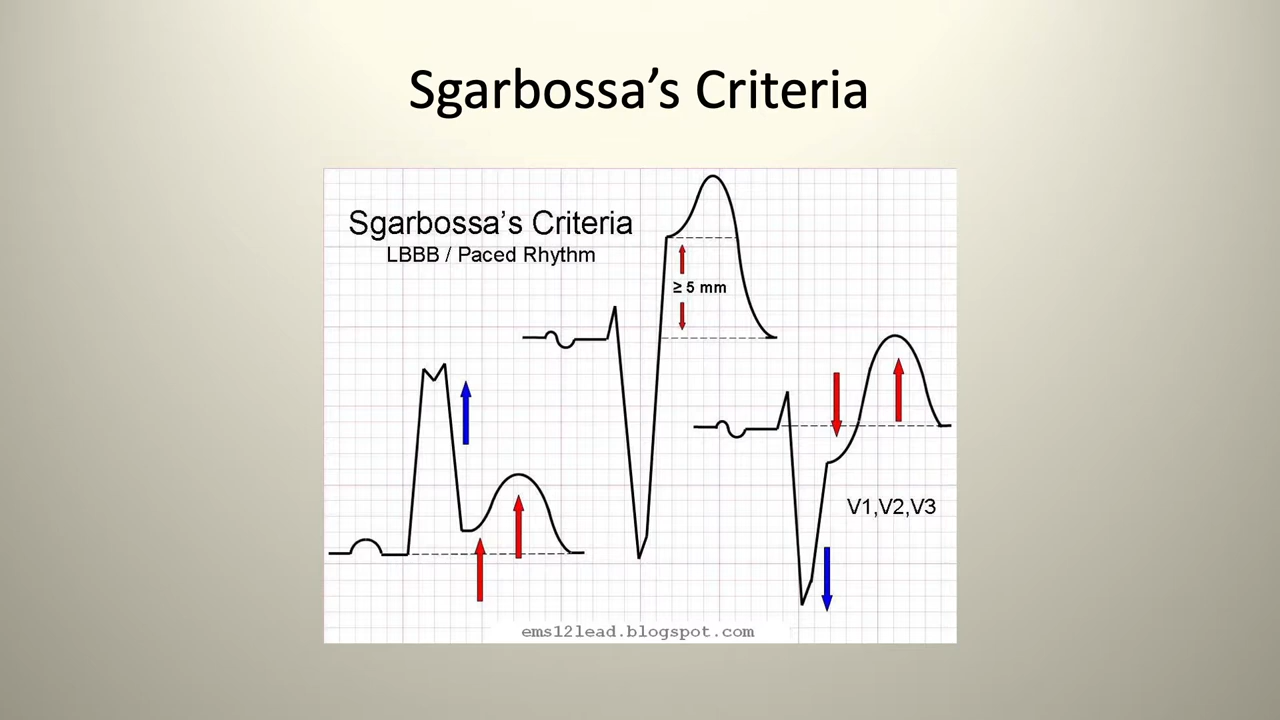 Sgarbossa’s Criteria
Sgarbossa’s Criteria
LBBB / Paced Rhythm
≥ 5 mm
V1,V2,V3
ems12lead.blogspot.com